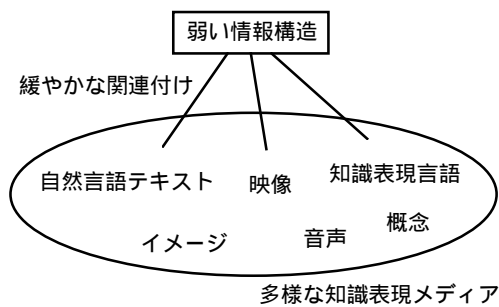 弱い情報構造
緩やかな関連付け
自然言語テキスト
映像
知識表現言語
イメージ
音声
概念
多様な知識表現メディア